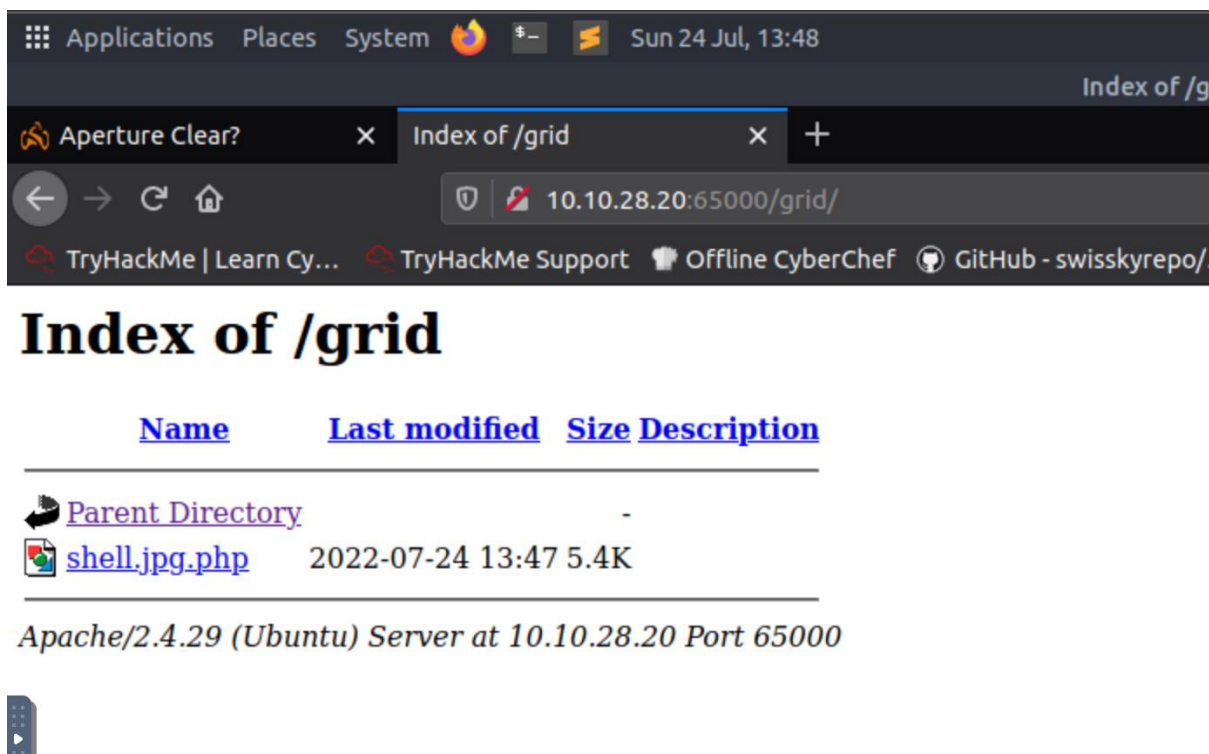 Applications Places System Sun 24 Jul, 13:48
Index of /g
Aperture Clear? Index of /grid
10.10.28.20:65000/grid/
TryHackMe | Learn Cy... TryHackMe Support Offline CyberChef GitHub - swisskyrepo/
Index of /grid
Name Last modified Size Description
Parent Directory -
shell.jpg.php 2022-07-24 13:47 5.4K
Apache/2.4.29 (Ubuntu) Server at 10.10.28.20 Port 65000